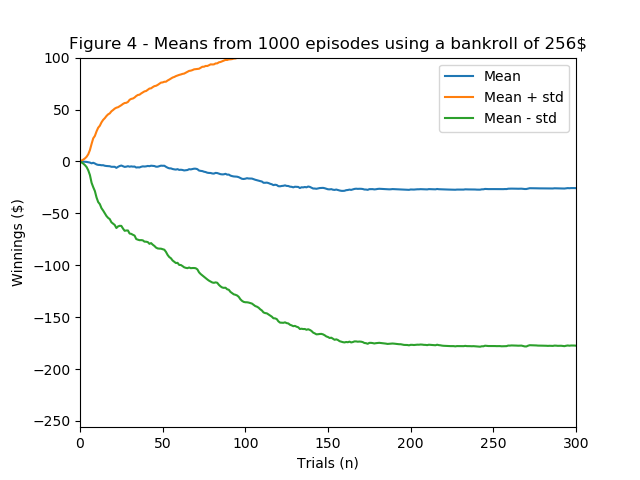 Figure 4 - Means from 1000 episodes using a bankroll of 256$
Mean
Mean + std
Mean - std
Winnings ($)
100
50
0
−50
−100
−150
−200
−250
0 50 100 150 200 250 300
Trials (n)